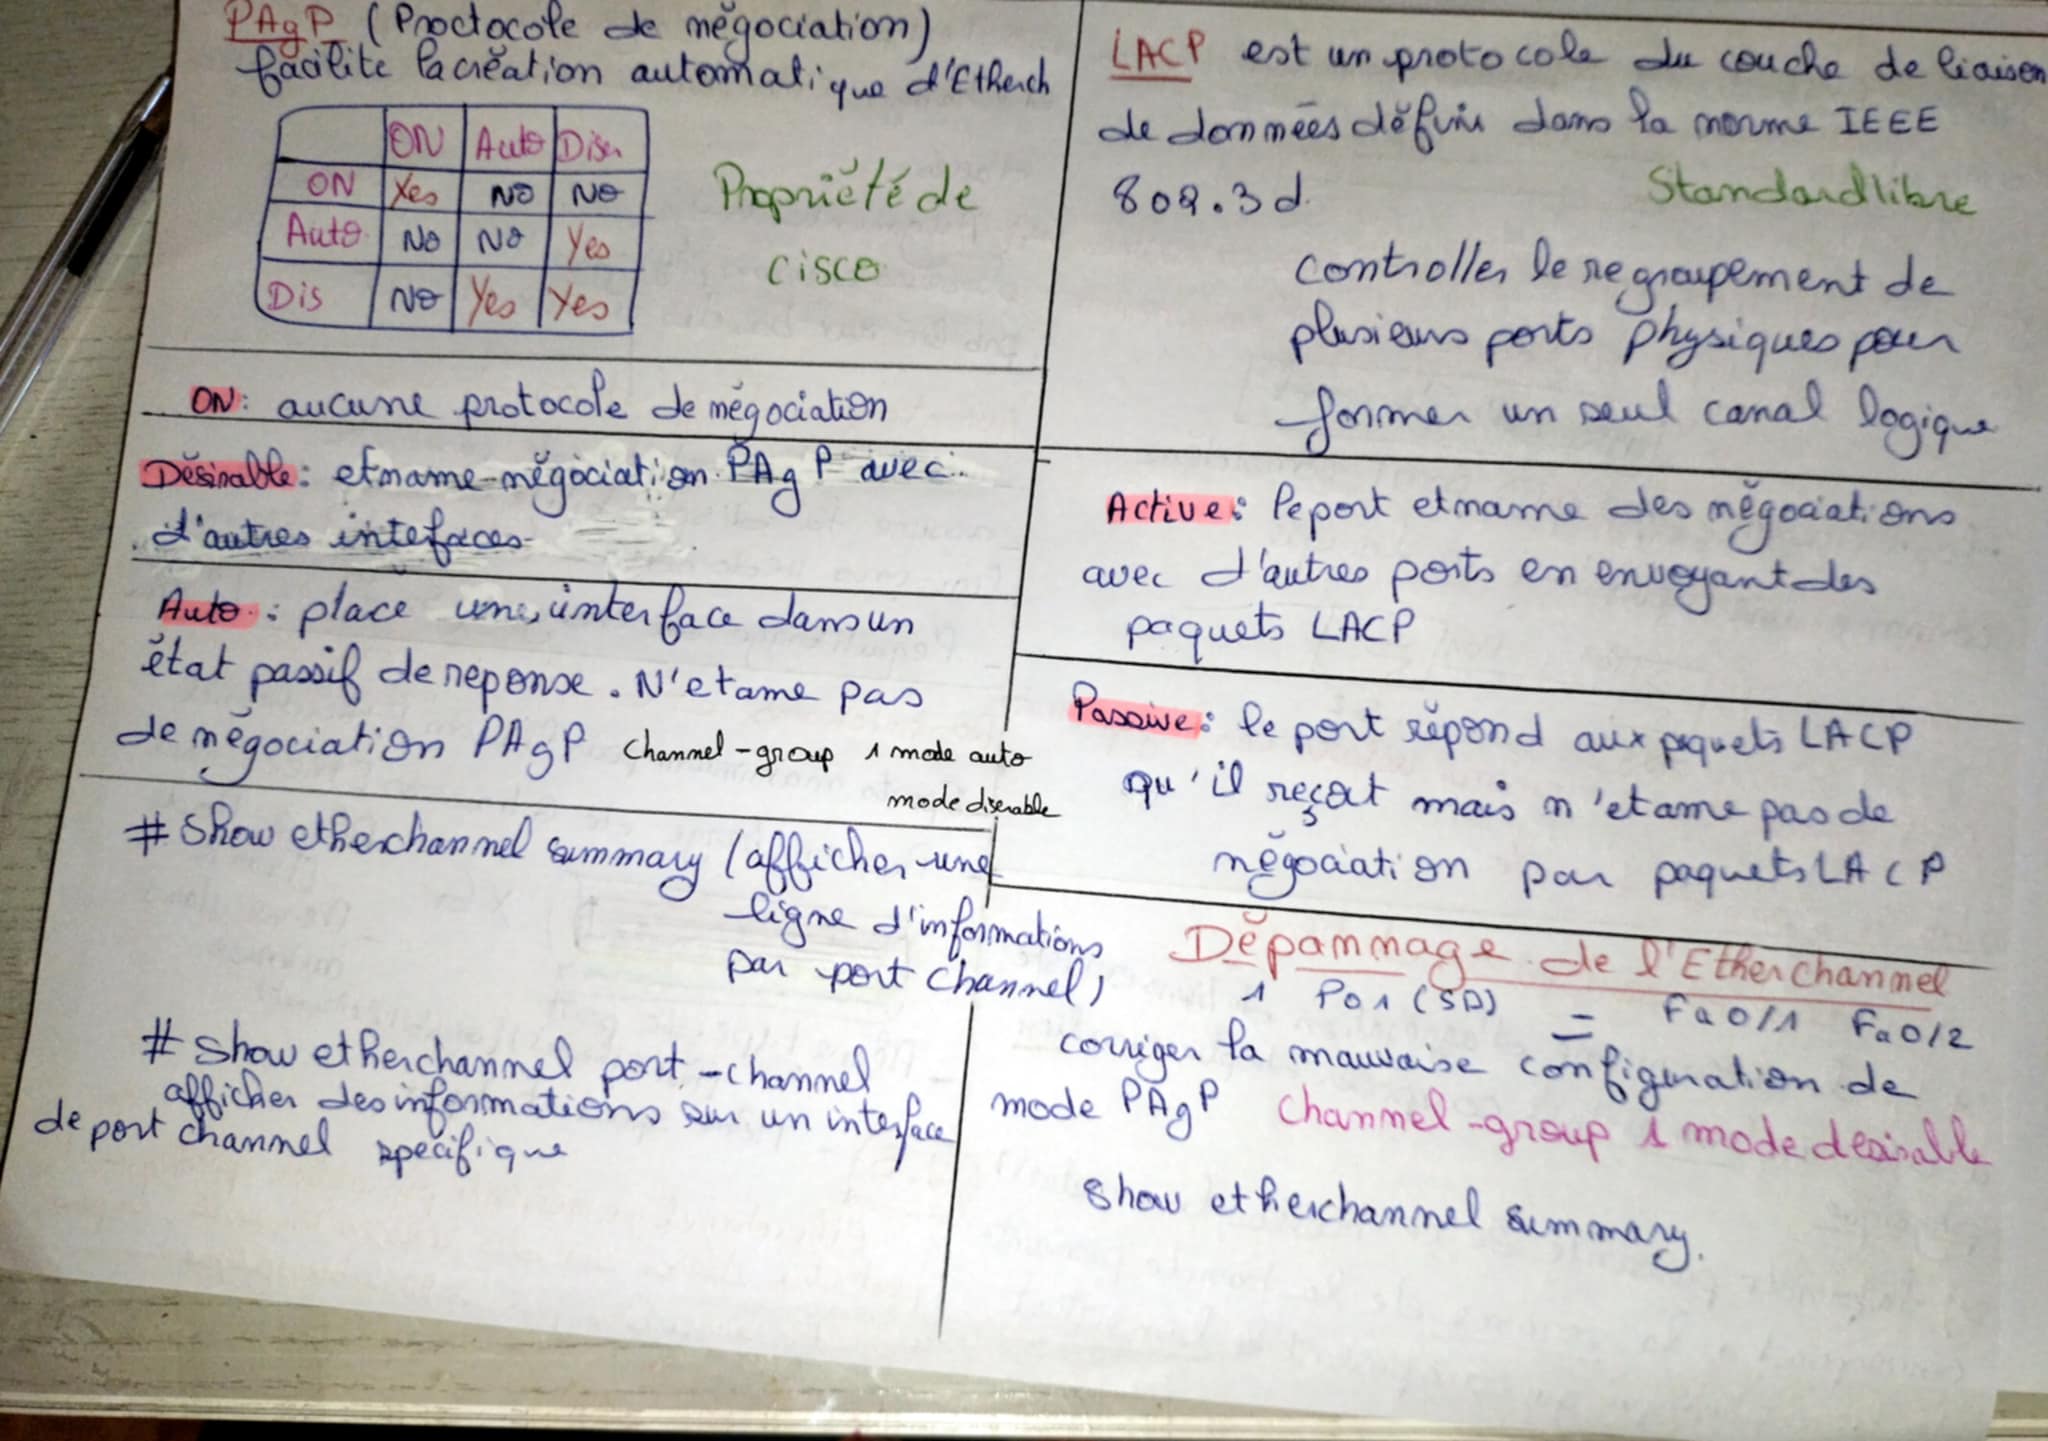 PAgP (Proctocole de négociation)
facilite la création automatique d'Etherch
ON Auto Disr
ON Yes NO NO
Auto NO NO Yes
Dis NO Yes Yes
Propriété de
cisco
ON: aucune protocole de négociation
Désirable: etmame négociation PAgP avec
d'autres intefaces
Auto: place une interface dans un
état passif de reponse. N'etame pas
de négociation PAgP channel-group 1 mode auto
mode diserable
# Show etherchannel summary (afficher une
ligne d'informations
par port channel)
# show etherchannel port-channel
afficher des informations sur un interface
de port channel spécifique
LACP est un protocole du couche de liaison
de données défini dans la norme IEEE
802.3d
Standard libre
controller le regroupement de
plusieurs ports physiques pour
former un seul canal logique
Active: le port etmame des négociations
avec d'autres ports en envoyant des
paquets LACP
Passive: le port répond aux paquets LACP
qu'il reçoit mais n'etame pas de
négociation par paquets LACP
Dépannage de l'Etherchannel
1 Po1 (SD) = Fa0/1 Fa0/2
corriger la mauvaise configuration de
mode PAgP channel-group 1 mode desirable
show etherchannel summary.